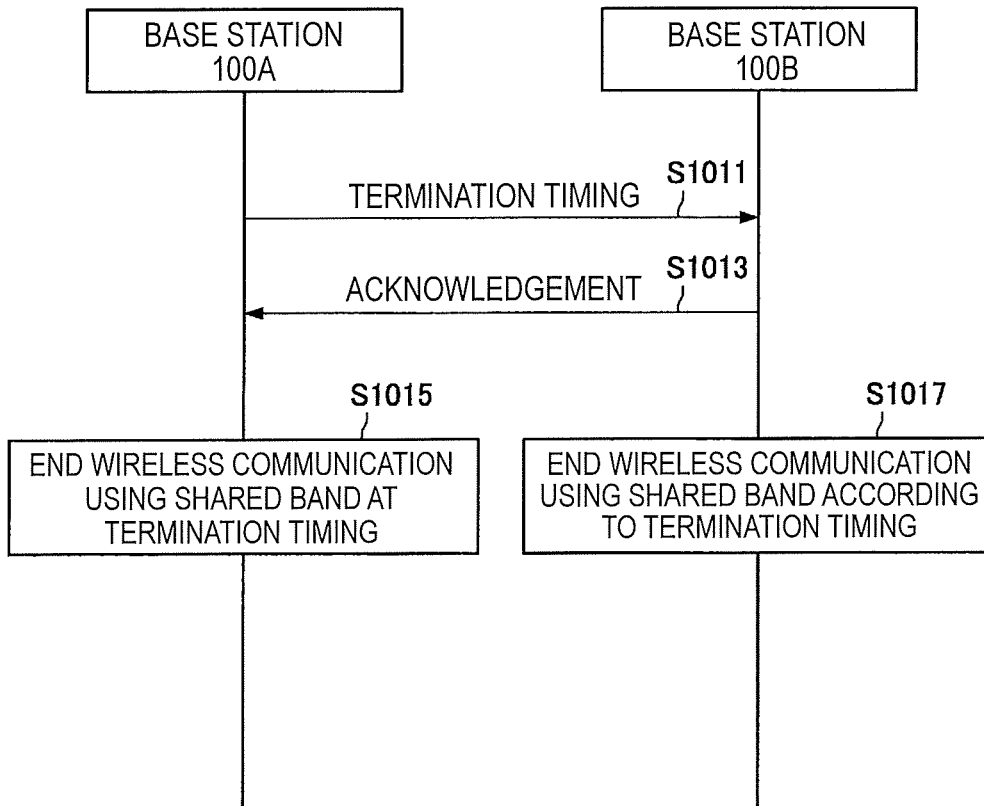 BASE STATION
100A
BASE STATION
100B
S1011
TERMINATION TIMING
S1013
ACKNOWLEDGEMENT
S1015
END WIRELESS COMMUNICATION
USING SHARED BAND AT
TERMINATION TIMING
S1017
END WIRELESS COMMUNICATION
USING SHARED BAND ACCORDING
TO TERMINATION TIMING